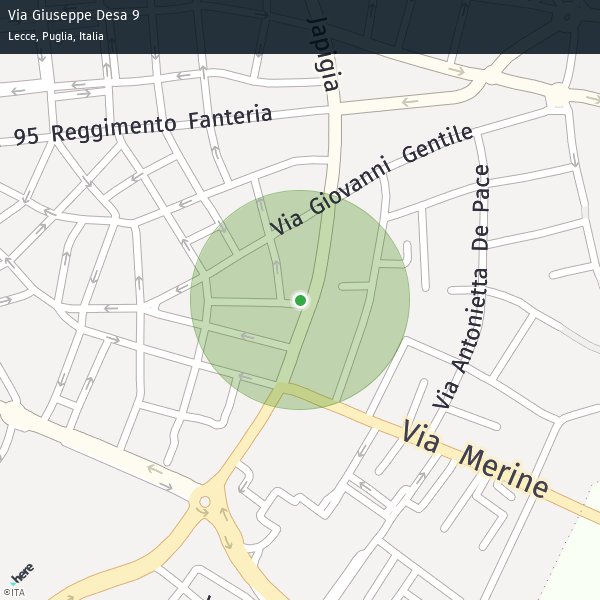 Via Giuseppe Desa 9
Lecce, Puglia, Italia
Japigia
95 Reggimento Fanteria
Via Giovanni Gentile
Via Antonietta De Pace
Via Merine
here
©ITA